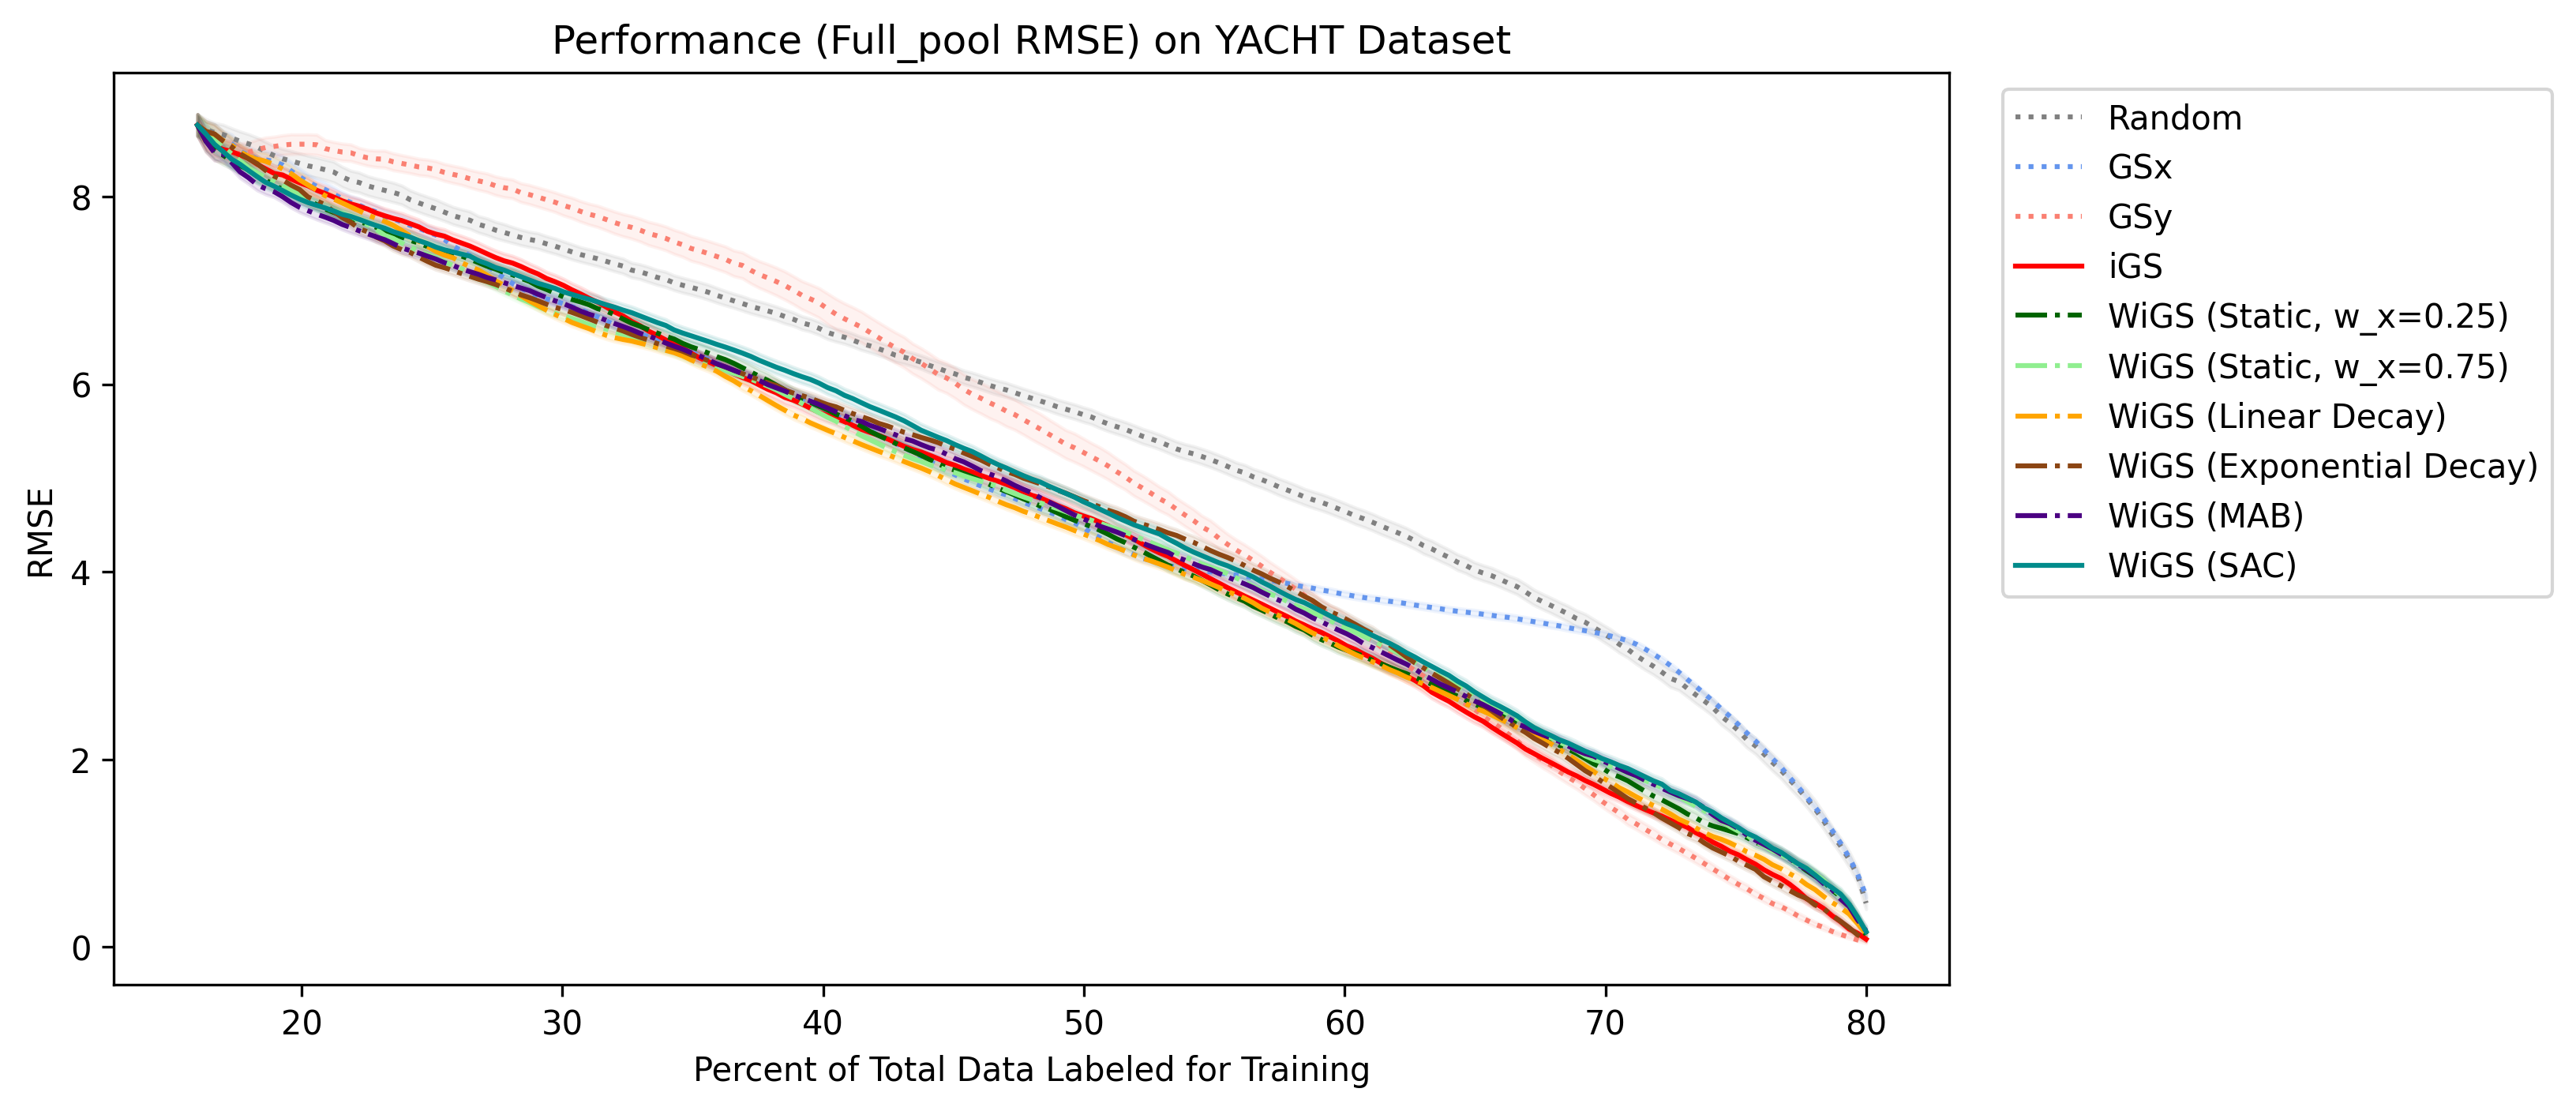 Performance (Full_pool RMSE) on YACHT Dataset
RMSE
8
6
4
2
0
20 30 40 50 60 70 80
Percent of Total Data Labeled for Training
Random
GSx
GSy
iGS
WiGS (Static, w_x=0.25)
WiGS (Static, w_x=0.75)
WiGS (Linear Decay)
WiGS (Exponential Decay)
WiGS (MAB)
WiGS (SAC)